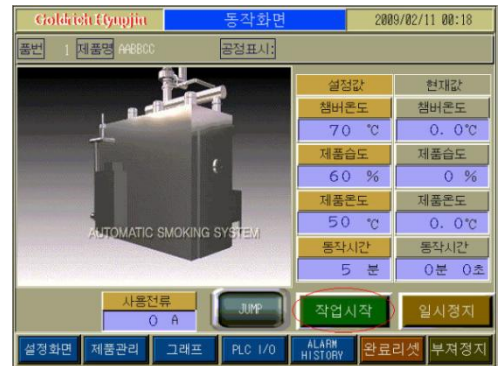 Goldrich Hyupjin 동작화면 2009/02/11 00:18
품번 1 제품명 AABBCC 공정표시:
설정값 현재값
챔버온도 챔버온도
70 ℃ 0. 0℃
제품습도 제품습도
60 % 0 %
제품온도 제품온도
50 ℃ 0. 0℃
AUTOMATIC SMOKING SYSTEM
동작시간 동작시간
5 분 0분 0초
사용전류
0 A
JUMP 작업시작 일시정지
설정화면 제품관리 그래프 PLC I/O ALARM HISTORY 완료리셋 부져정지